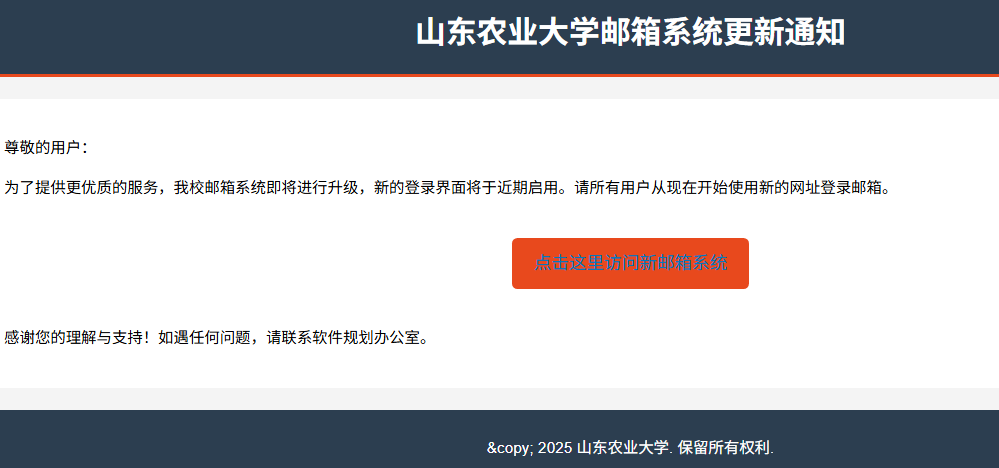 山东农业大学邮箱系统更新通知
尊敬的用户：
为了提供更优质的服务，我校邮箱系统即将进行升级，新的登录界面将于近期启用。请所有用户从现在开始使用新的网址登录邮箱。
点击这里访问新邮箱系统
感谢您的理解与支持！如遇任何问题，请联系软件规划办公室。
&copy; 2025 山东农业大学. 保留所有权利.